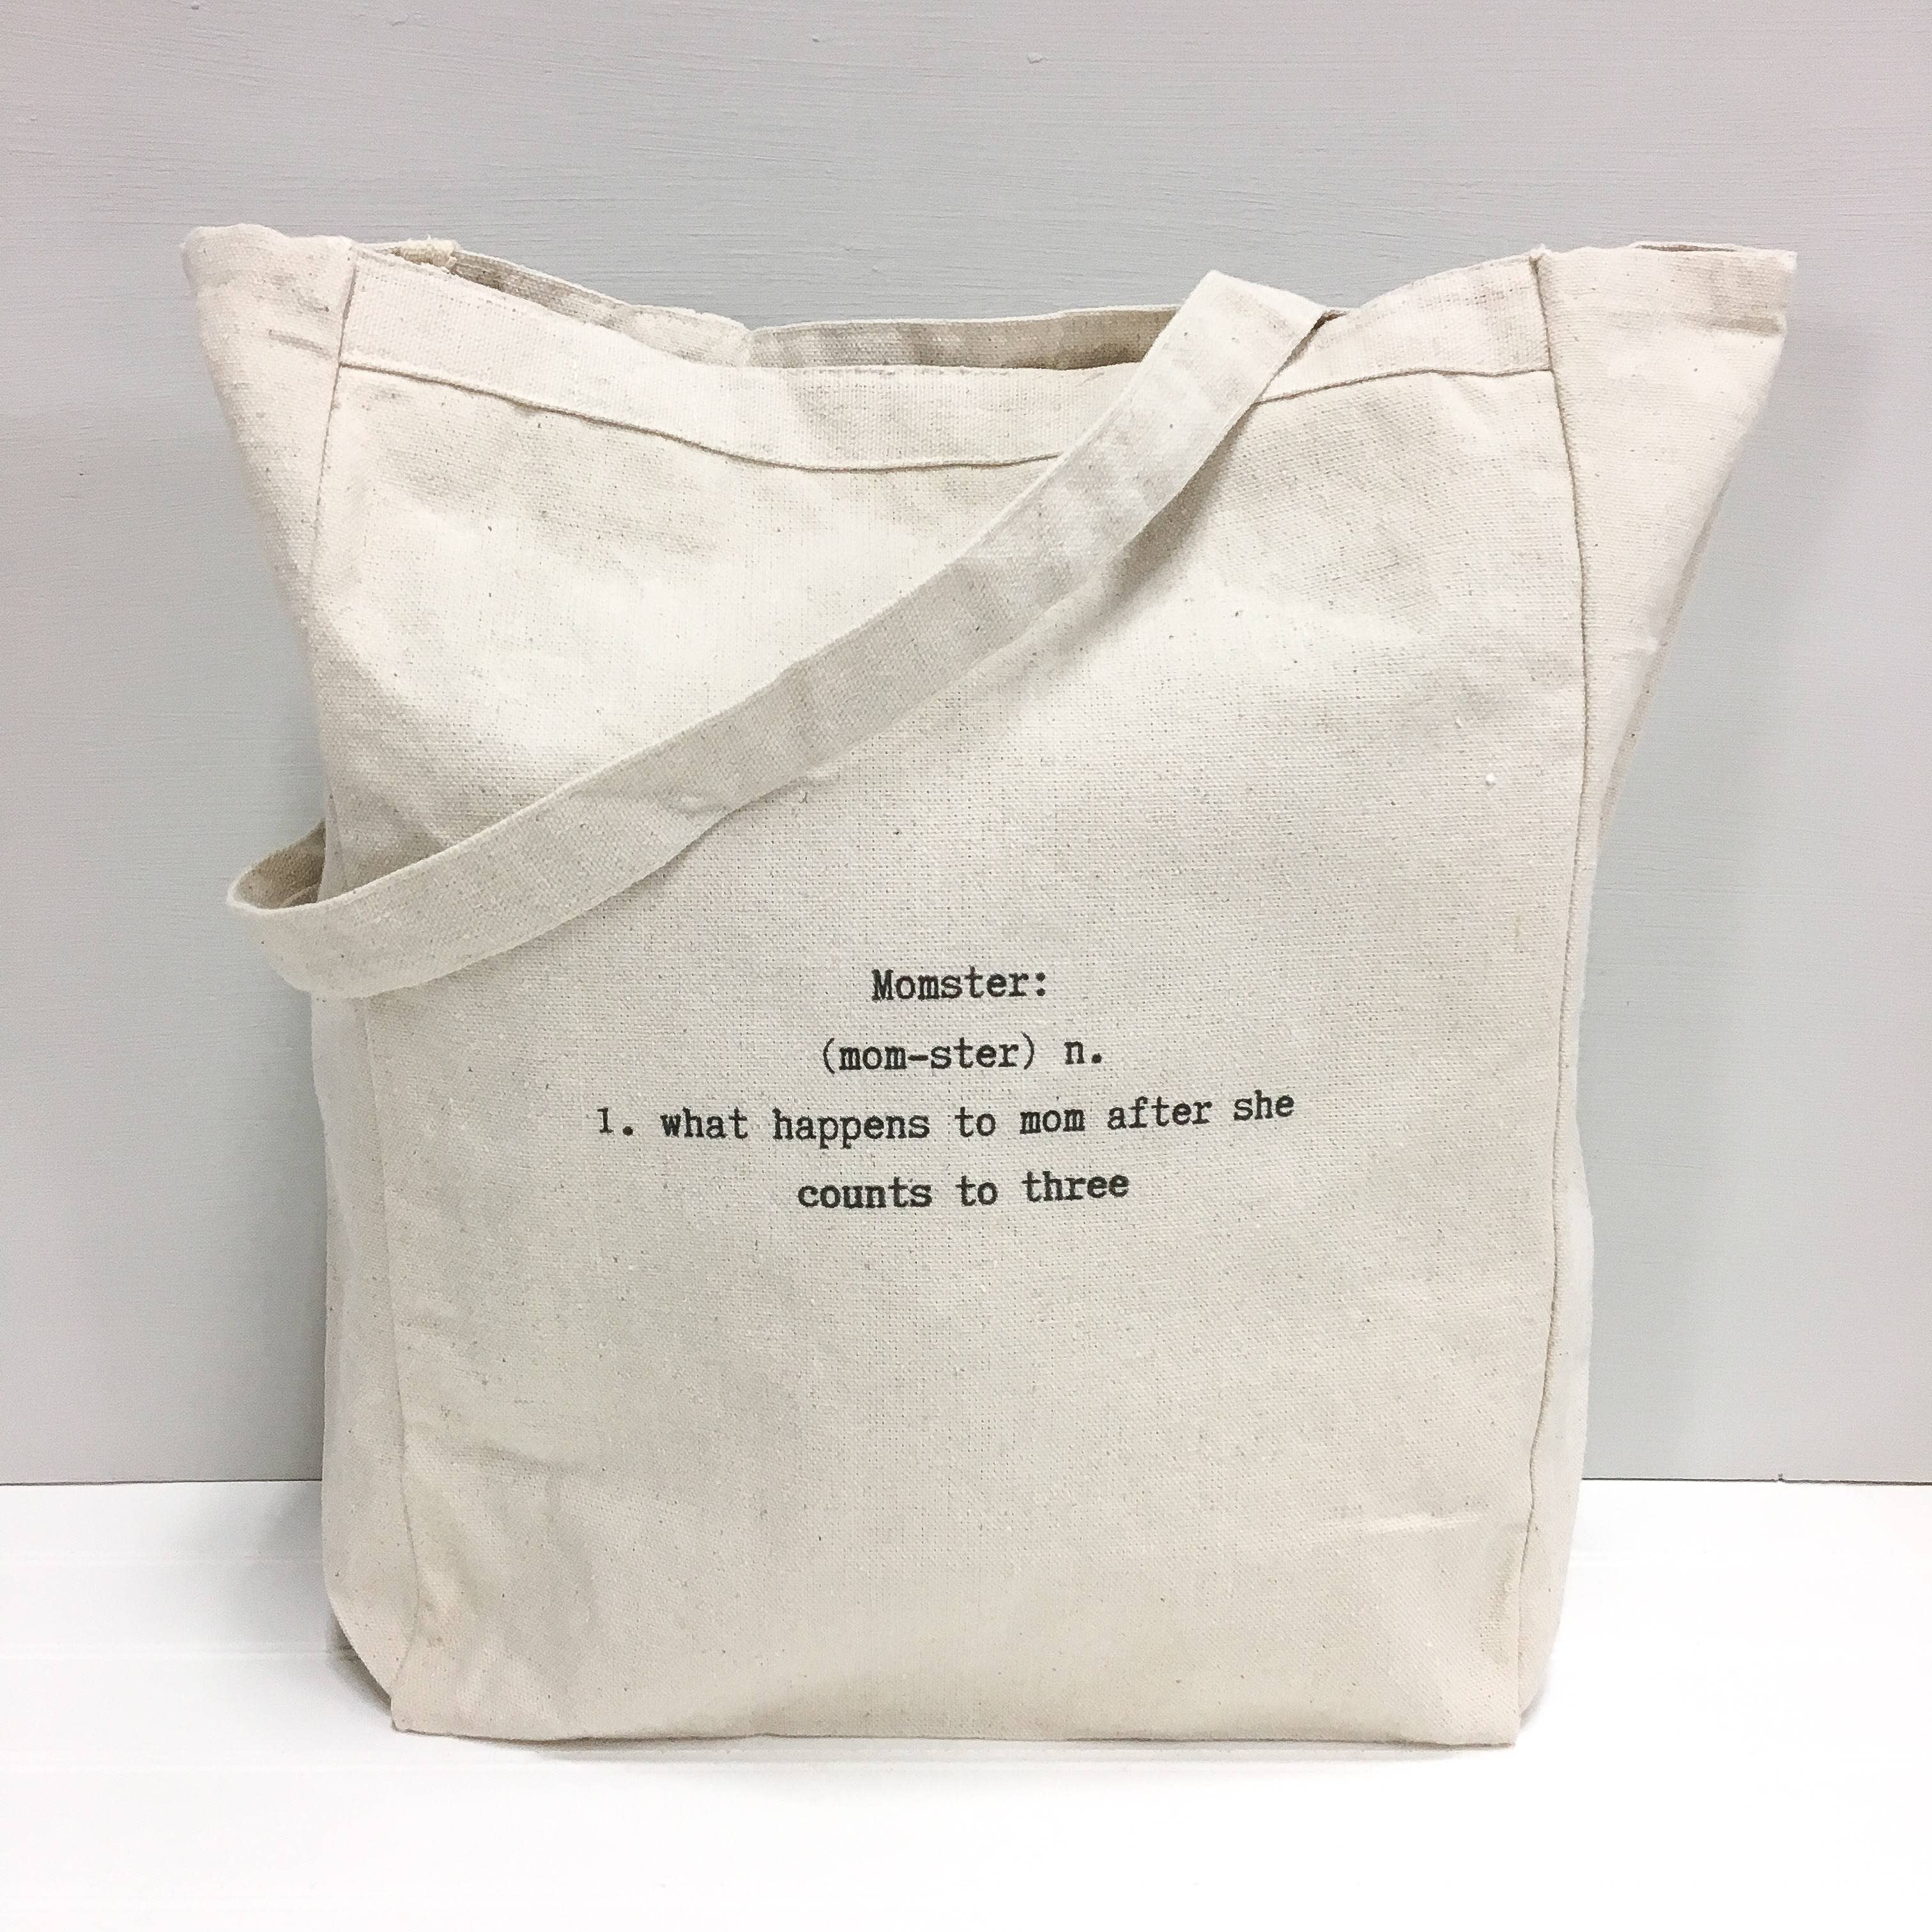 Momster:
(mom-ster) n.
1. what happens to mom after she
counts to three